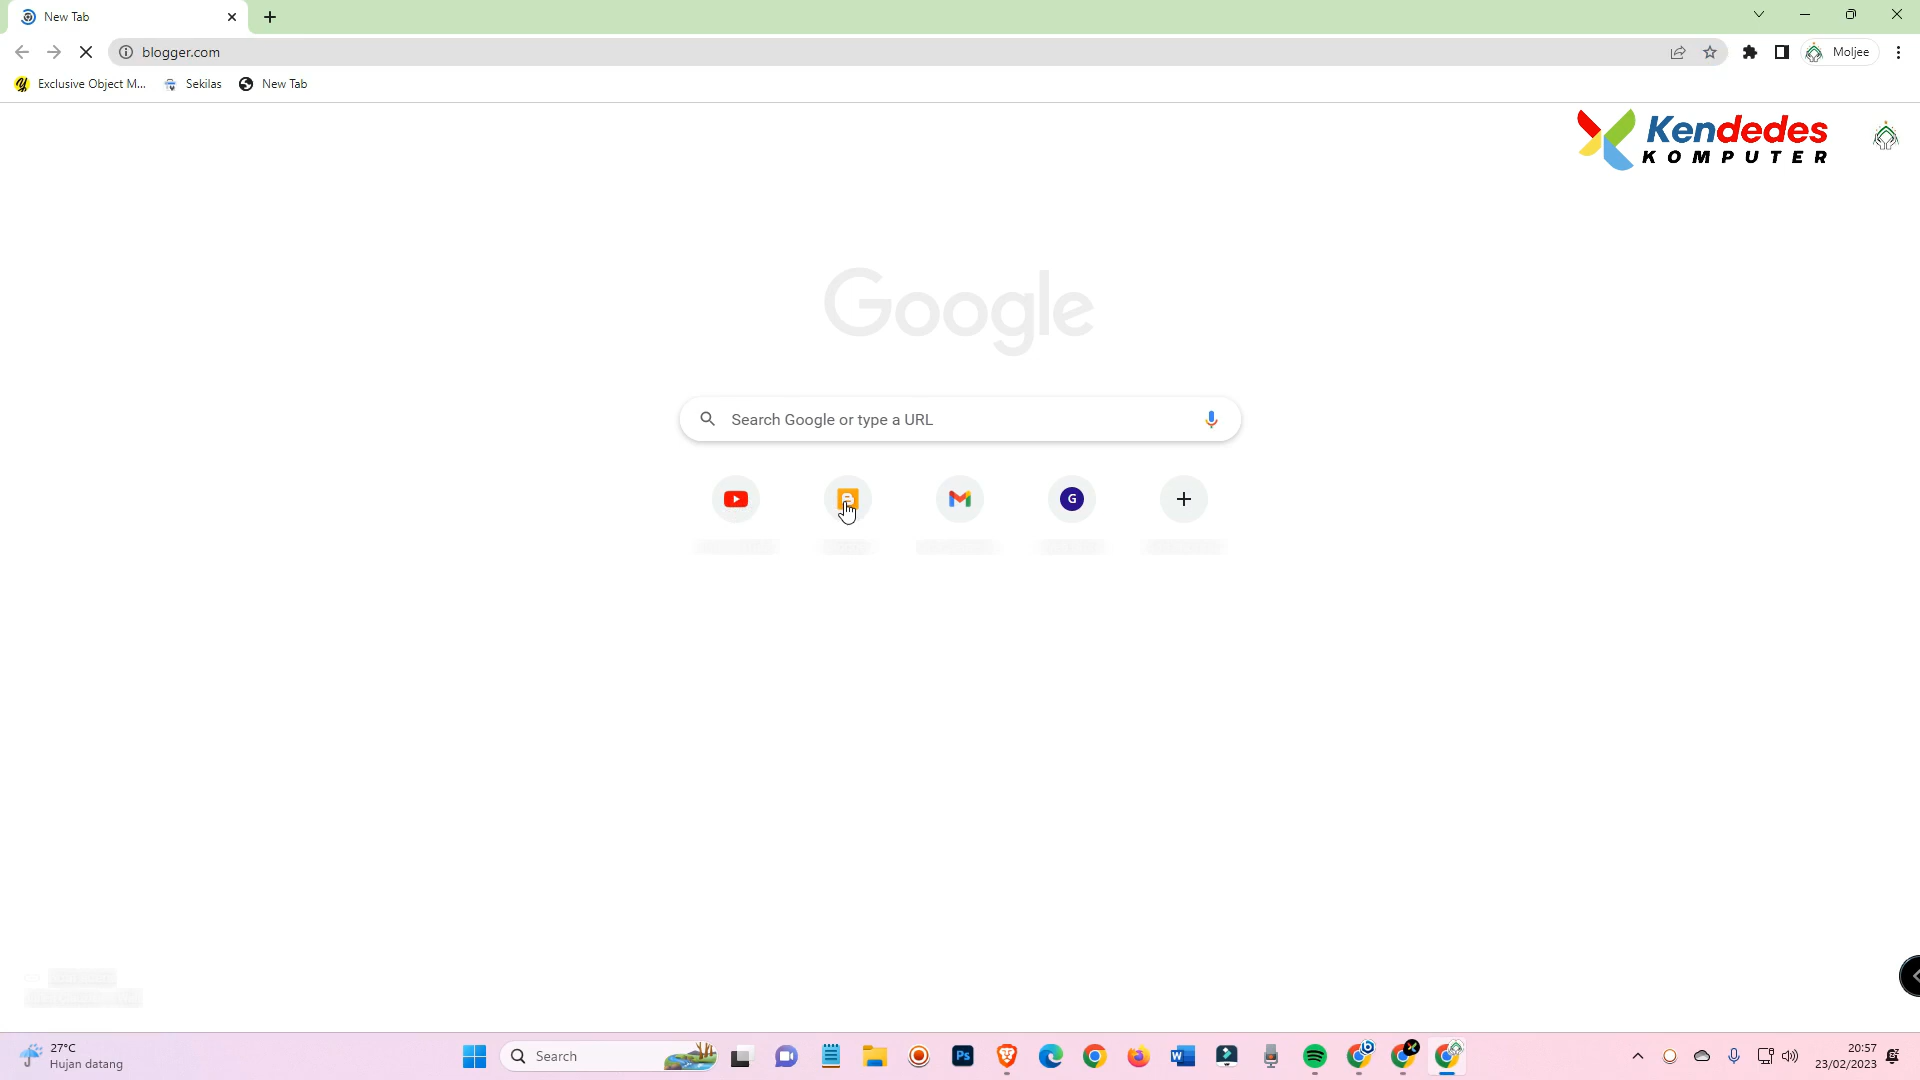 New Tab
blogger.com
Moljee
Exclusive Object M...
Sekilas
New Tab
Kendedes
KOMPUTER
Google
Search Google or type a URL
G
27°C
Hujan datang
Search
Ps
20:57
23/02/2023